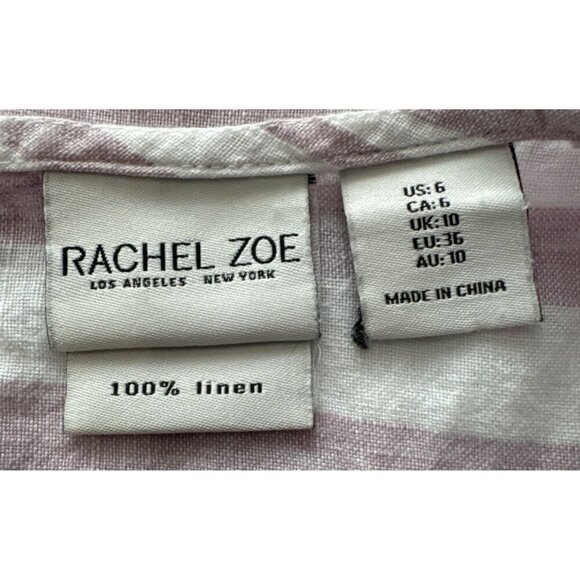 RACHEL ZOE
LOS ANGELES NEW YORK
100% linen
US: 6
CA: 6
UK: 10
EU: 36
AU: 10
MADE IN CHINA